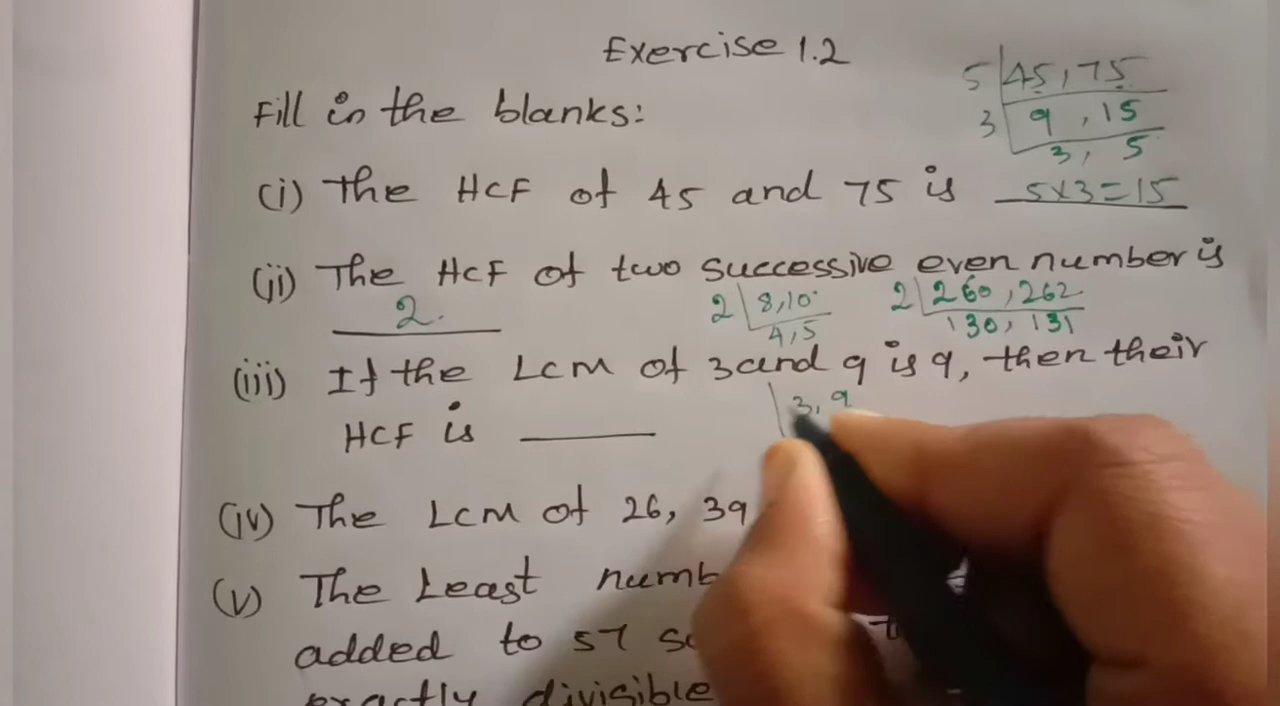 Exercise 1.2
5 45, 75
3 9, 15
3, 5
Fill in the blanks:
(i) The HCF of 45 and 75 is 5x3=15
(ii) The HCF of two successive even number is
2.
2 8, 10
4, 5
2 260, 262
130, 131
(iii) If the LCM of 3 and 9 is 9, then their
HCF is
3, 9
(iv) The LCM of 26, 39
(v) The Least
added to 57
exactly divisible